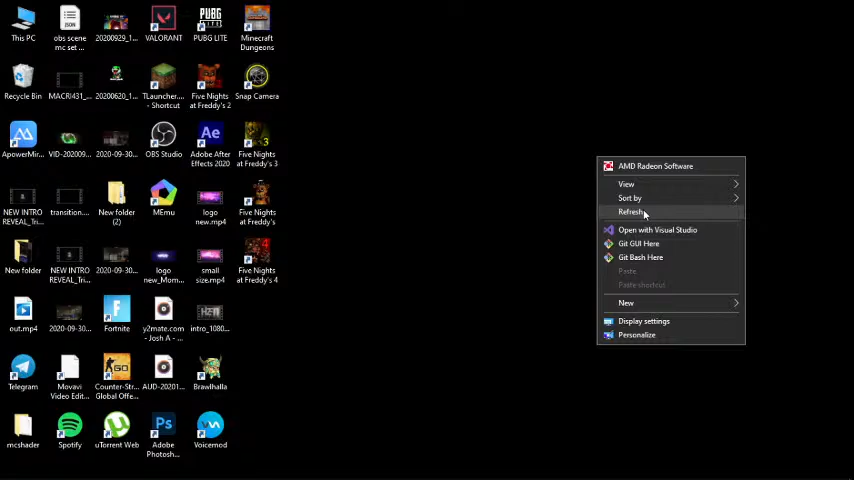 This PC
obs scene
mc set ...
20200929_1...
VALORANT
PUBG LITE
Minecraft
Dungeons
Recycle Bin
MACRI431_...
20200620_1...
TLauncher....
- Shortcut
Five Nights
at Freddy's 2
Snap Camera
ApowerMir...
VID-202009...
2020-09-30...
OBS Studio
Adobe After
Effects 2020
Five Nights
at Freddy's 3
NEW INTRO
REVEAL_Tri...
transition....
New folder
(2)
MEmu
logo
new.mp4
Five Nights
at Freddy's
New folder
NEW INTRO
REVEAL_Tri...
2020-09-30...
logo
new_Mom...
small
size.mp4
Five Nights
at Freddy's 4
out.mp4
2020-09-30...
Fortnite
y2mate.com
- Josh A - ...
intro_1080...
Telegram
Movavi
Video Edit...
Counter-Str...
Global Offe...
AUD-20201...
Brawlhalla
mcshader
Spotify
uTorrent Web
Adobe
Photosh...
Voicemod
AMD Radeon Software
View
Sort by
Refresh
Open with Visual Studio
Git GUI Here
Git Bash Here
Paste
Paste shortcut
New
Display settings
Personalize